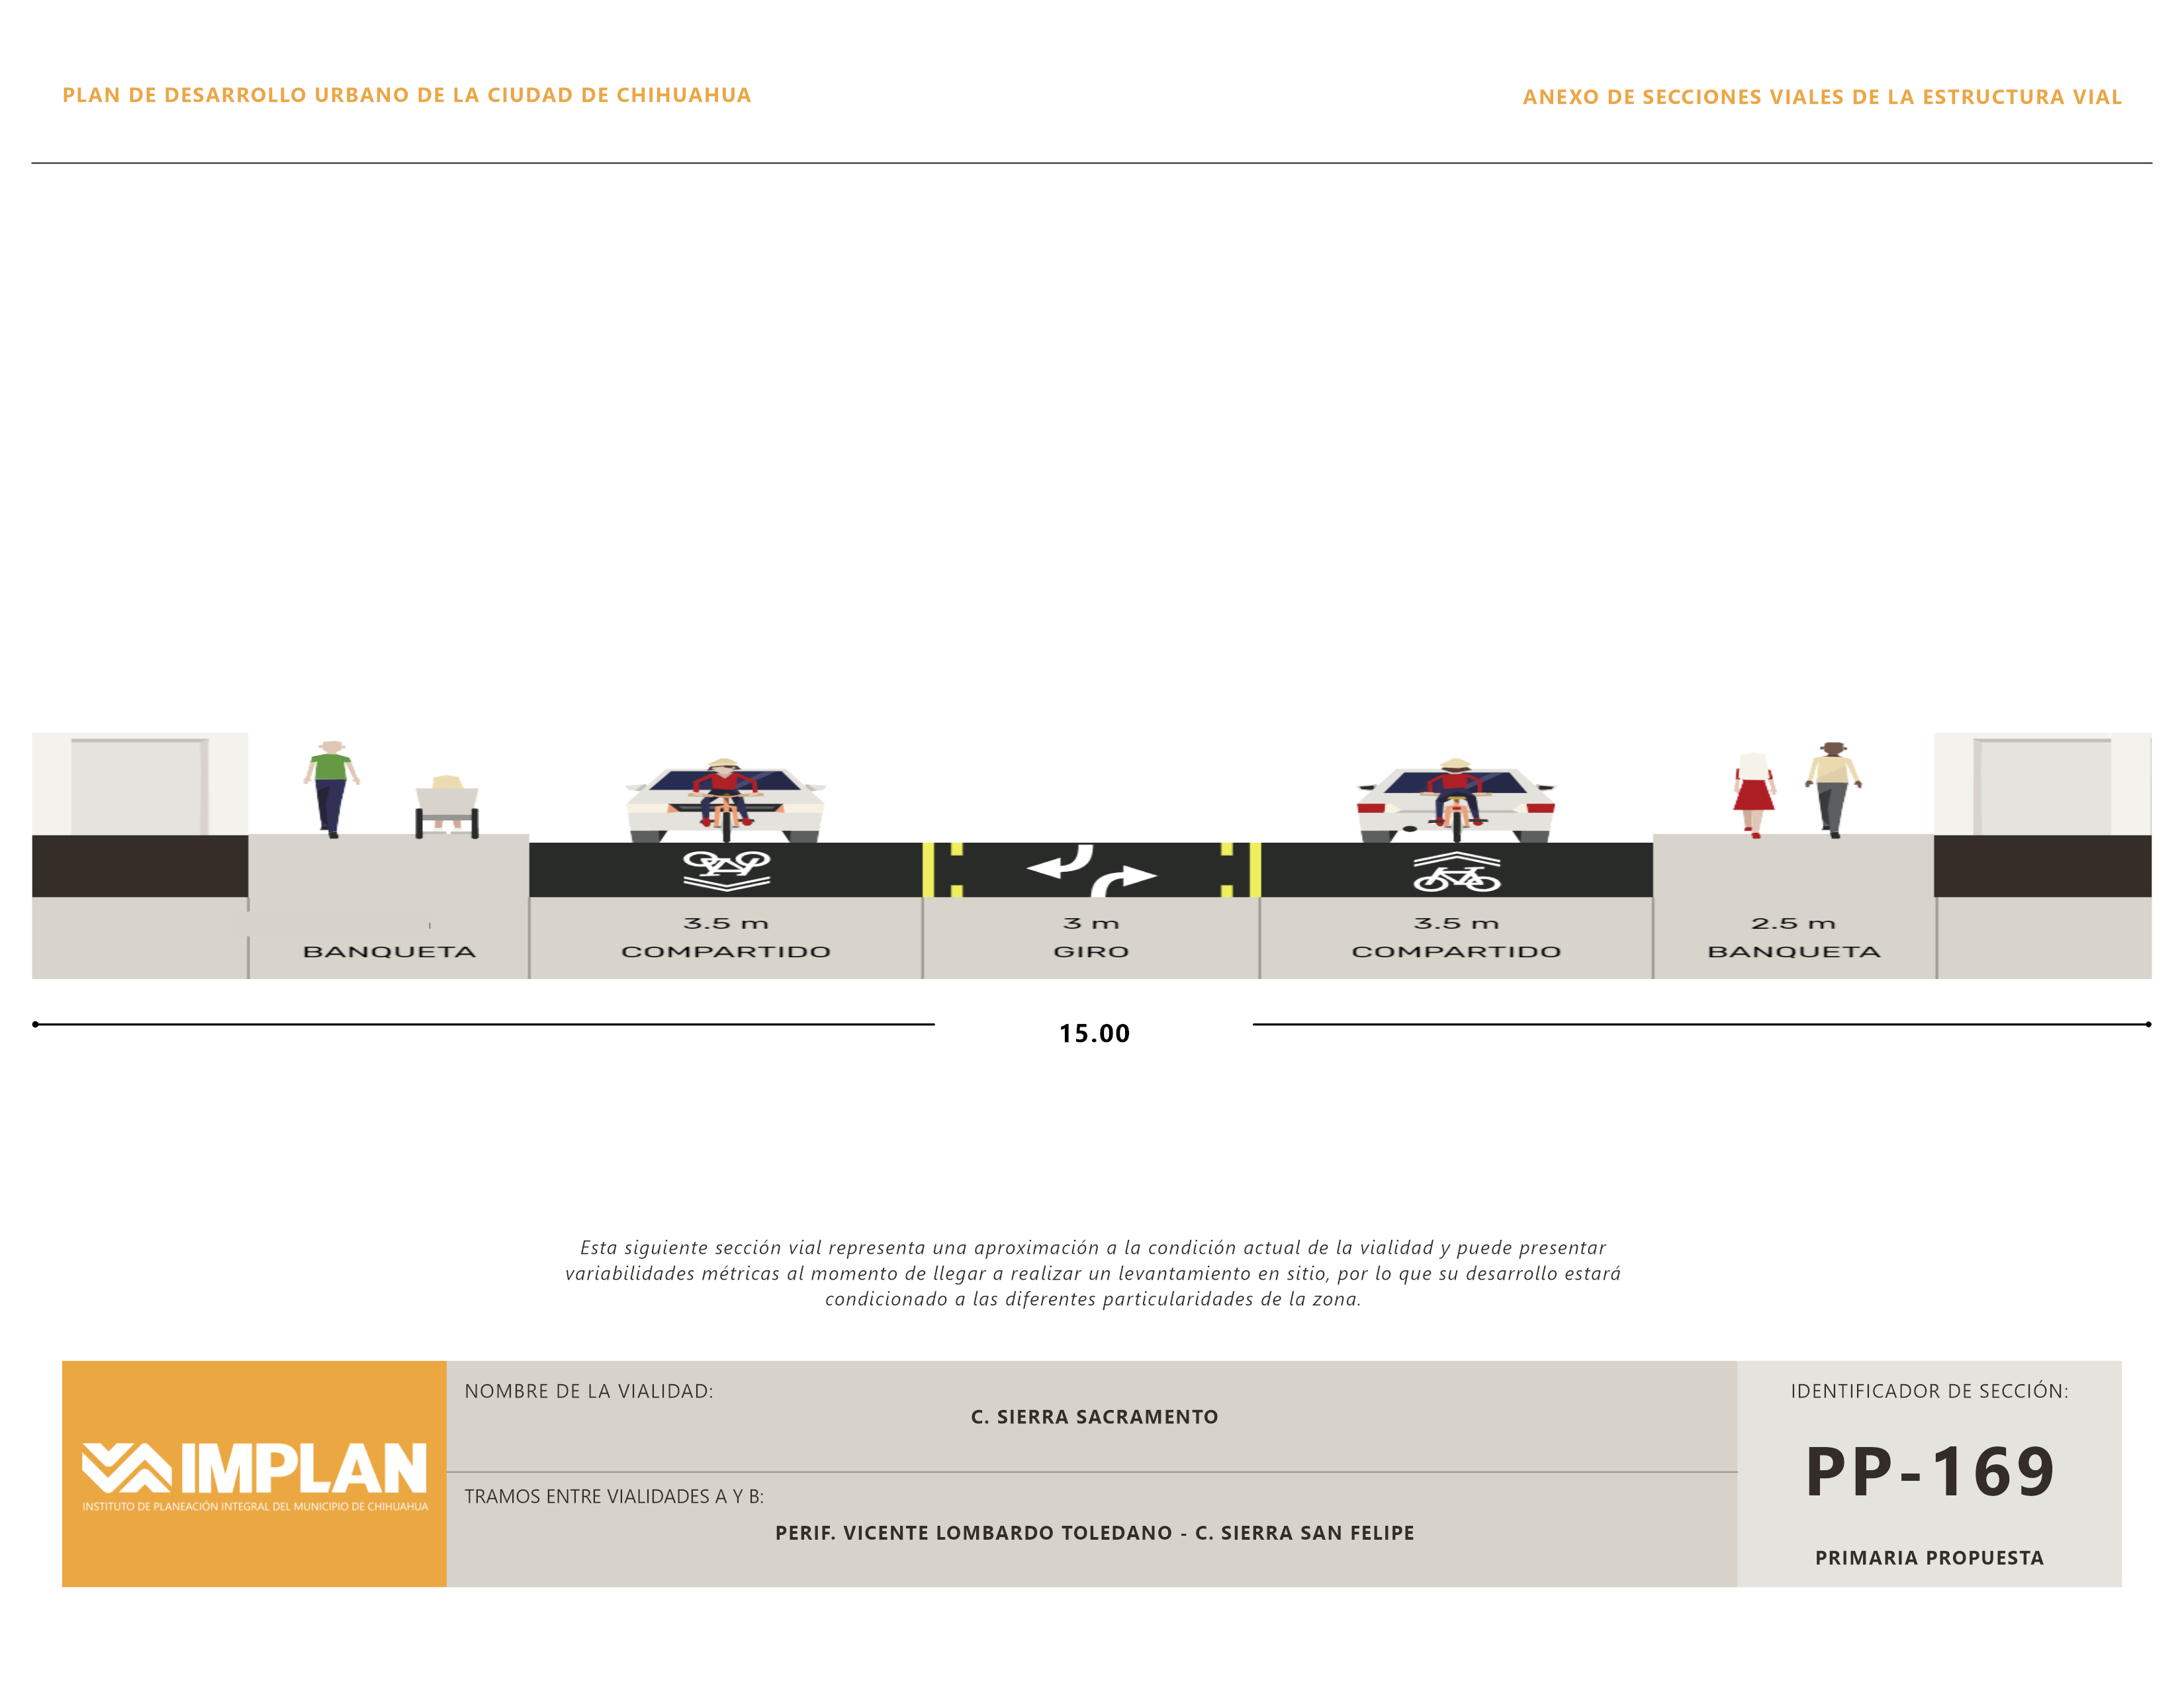 PLAN DE DESARROLLO URBANO DE LA CIUDAD DE CHIHUAHUA
ANEXO DE SECCIONES VIALES DE LA ESTRUCTURA VIAL
3.5 m
3 m
3.5 m
2.5 m
BANQUETA
COMPARTIDO
GIRO
COMPARTIDO
BANQUETA
15.00
Esta siguiente sección vial representa una aproximación a la condición actual de la vialidad y puede presentar
variabilidades métricas al momento de llegar a realizar un levantamiento en sitio, por lo que su desarrollo estará
condicionado a las diferentes particularidades de la zona.
IMPLAN
INSTITUTO DE PLANEACIÓN INTEGRAL DEL MUNICIPIO DE CHIHUAHUA
NOMBRE DE LA VIALIDAD:
C. SIERRA SACRAMENTO
TRAMOS ENTRE VIALIDADES A Y B:
PERIF. VICENTE LOMBARDO TOLEDANO - C. SIERRA SAN FELIPE
IDENTIFICADOR DE SECCIÓN:
PP-169
PRIMARIA PROPUESTA